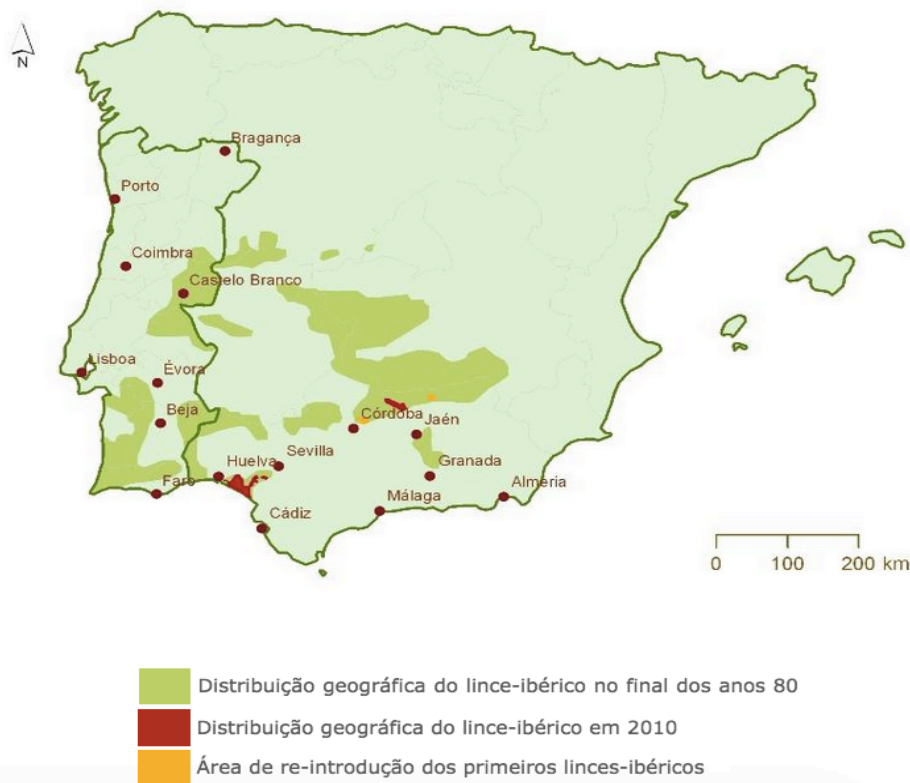 N
Bragança
Porto
Coimbra
Castelo Branco
Lisboa
Évora
Beja
Córdoba
Jaén
Sevilla
Huelva
Granada
Faro
Almeria
Málaga
Cádiz
0 100 200 km
Distribuição geográfica do lince-ibérico no final dos anos 80
Distribuição geográfica do lince-ibérico em 2010
Área de re-introdução dos primeiros linces-ibéricos